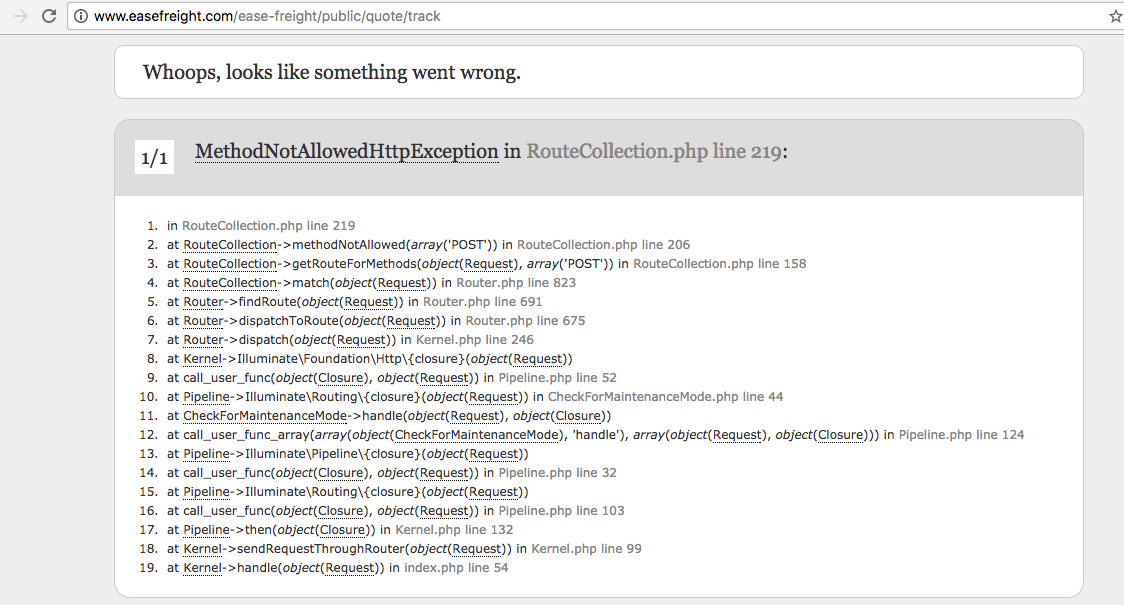 www.easefreight.com/ease-freight/public/quote/track
Whoops, looks like something went wrong.
1/1 MethodNotAllowedHttpException in RouteCollection.php line 219:
1. in RouteCollection.php line 219
2. at RouteCollection->methodNotAllowed(array('POST')) in RouteCollection.php line 206
3. at RouteCollection->getRouteForMethods(object(Request), array('POST')) in RouteCollection.php line 158
4. at RouteCollection->match(object(Request)) in Router.php line 823
5. at Router->findRoute(object(Request)) in Router.php line 691
6. at Router->dispatchToRoute(object(Request)) in Router.php line 675
7. at Router->dispatch(object(Request)) in Kernel.php line 246
8. at Kernel->Illuminate\Foundation\Http\{closure}(object(Request))
9. at call_user_func(object(Closure), object(Request)) in Pipeline.php line 52
10. at Pipeline->Illuminate\Routing\{closure}(object(Request)) in CheckForMaintenanceMode.php line 44
11. at CheckForMaintenanceMode->handle(object(Request), object(Closure))
12. at call_user_func_array(array(object(CheckForMaintenanceMode), 'handle'), array(object(Request), object(Closure))) in Pipeline.php line 124
13. at Pipeline->Illuminate\Pipeline\{closure}(object(Request))
14. at call_user_func(object(Closure), object(Request)) in Pipeline.php line 32
15. at Pipeline->Illuminate\Routing\{closure}(object(Request))
16. at call_user_func(object(Closure), object(Request)) in Pipeline.php line 103
17. at Pipeline->then(object(Closure)) in Kernel.php line 132
18. at Kernel->sendRequestThroughRouter(object(Request)) in Kernel.php line 99
19. at Kernel->handle(object(Request)) in index.php line 54